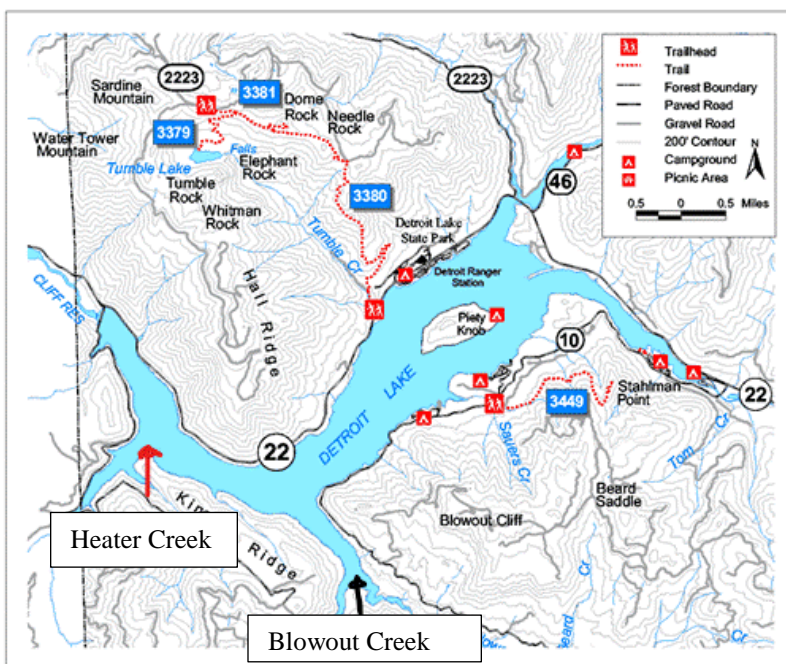 2223
2223
Sardine
Mountain
3381
Dome
Rock
Needle
Rock
3379
Water Tower
Mountain
Falls
Tumble Lake
Elephant
Rock
Tumble
Rock
Whitman
Rock
3380
46
Tumble Cr
Detroit Lake
State Park
Detroit Ranger
Station
Hall Ridge
CLIFF RES
Piety
Knob
10
DETROIT LAKE
Stahlman
Point
3449
22
22
Sauers Cr
Tom Cr
Beard
Saddle
Blowout Cliff
Ridge
Heater Creek
Blowout Creek
Cr
Cr
Trailhead
Trail
Forest Boundary
Paved Road
Gravel Road
200' Contour
Campground
Picnic Area
N
0.5 0 0.5 Miles